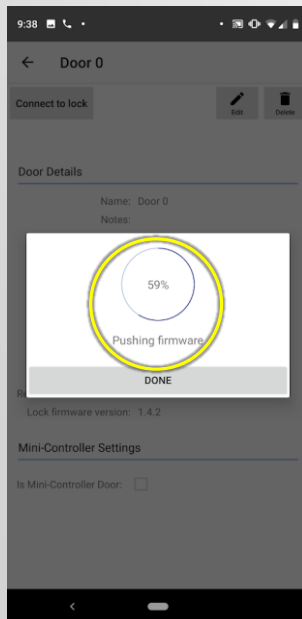 9:38
Door 0
Connect to lock
Edit
Delete
Door Details
Name: Door 0
Notes:
59%
Pushing firmware
DONE
Lock firmware version: 1.4.2
Mini-Controller Settings
Is Mini-Controller Door: